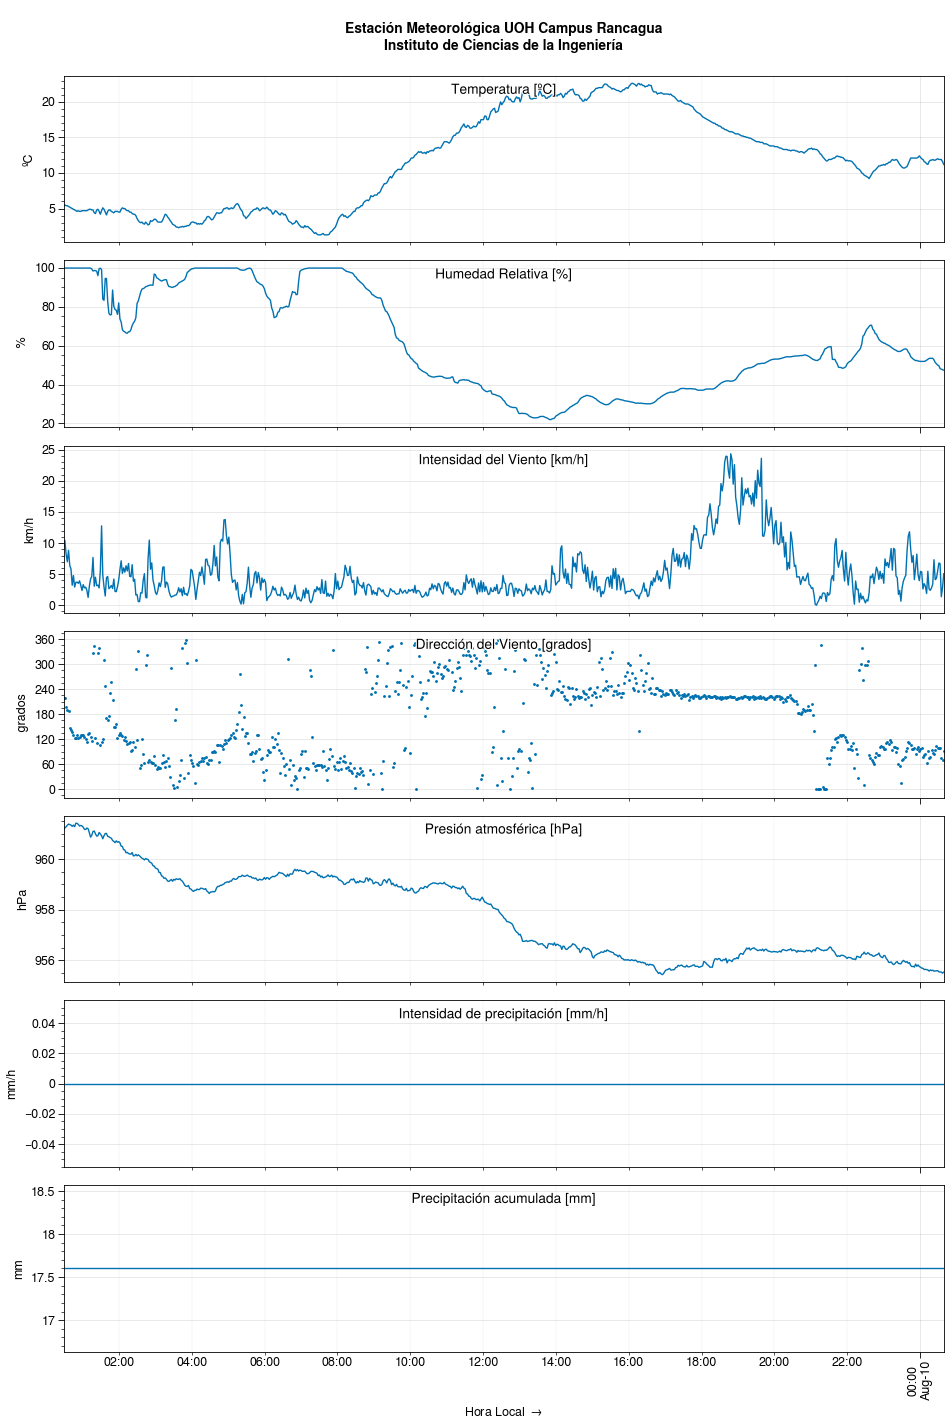 Estación Meteorológica UOH Campus Rancagua
Instituto de Ciencias de la Ingeniería
Temperatura [ºC]
20
15
10
5
ºC
Humedad Relativa [%]
100
80
60
40
20
%
Intensidad del Viento [km/h]
25
20
15
10
5
0
km/h
Dirección del Viento [grados]
360
300
240
180
120
60
0
grados
Presión atmosférica [hPa]
960
958
956
hPa
Intensidad de precipitación [mm/h]
0.04
0.02
0
−0.02
−0.04
mm/h
Precipitación acumulada [mm]
18.5
18
17.5
17
mm
02:00 04:00 06:00 08:00 10:00 12:00 14:00 16:00 18:00 20:00 22:00 00:00
Aug-10
Hora Local →